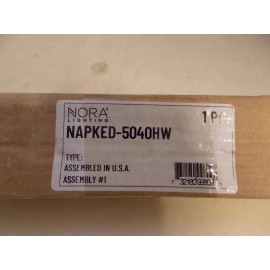 NORA
LIGHTING
1 PC
NAPKED-5040HW
TYPE:
ASSEMBLED IN U.S.A.
ASSEMBLY #1